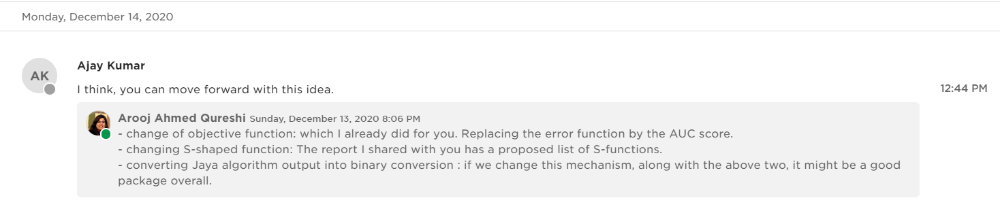 Monday, December 14, 2020
AK
Ajay Kumar
I think, you can move forward with this idea.
12:44 PM
Arooj Ahmed Qureshi Sunday, December 13, 2020 8:06 PM
- change of objective function: which I already did for you. Replacing the error function by the AUC score.
- changing S-shaped function: The report I shared with you has a proposed list of S-functions.
- converting Jaya algorithm output into binary conversion : if we change this mechanism, along with the above two, it might be a good
package overall.